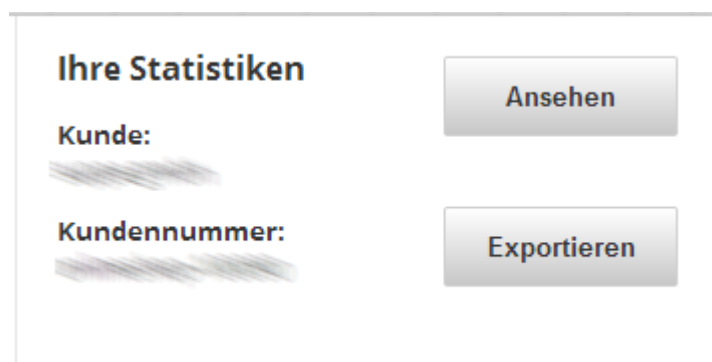 Ihre Statistiken
Ansehen
Kunde:
Kundennummer:
Exportieren